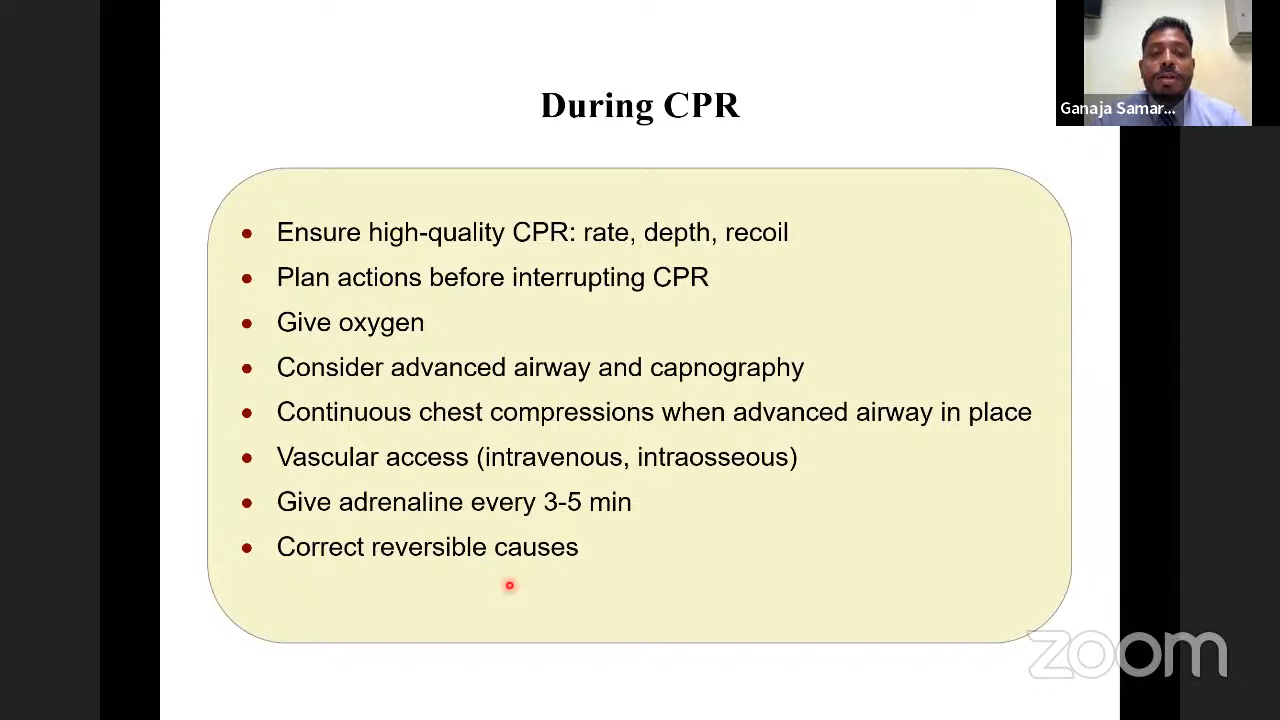 During CPR
Ganaja Samar...
Ensure high-quality CPR: rate, depth, recoil
Plan actions before interrupting CPR
Give oxygen
Consider advanced airway and capnography
Continuous chest compressions when advanced airway in place
Vascular access (intravenous, intraosseous)
Give adrenaline every 3-5 min
Correct reversible causes
zoom